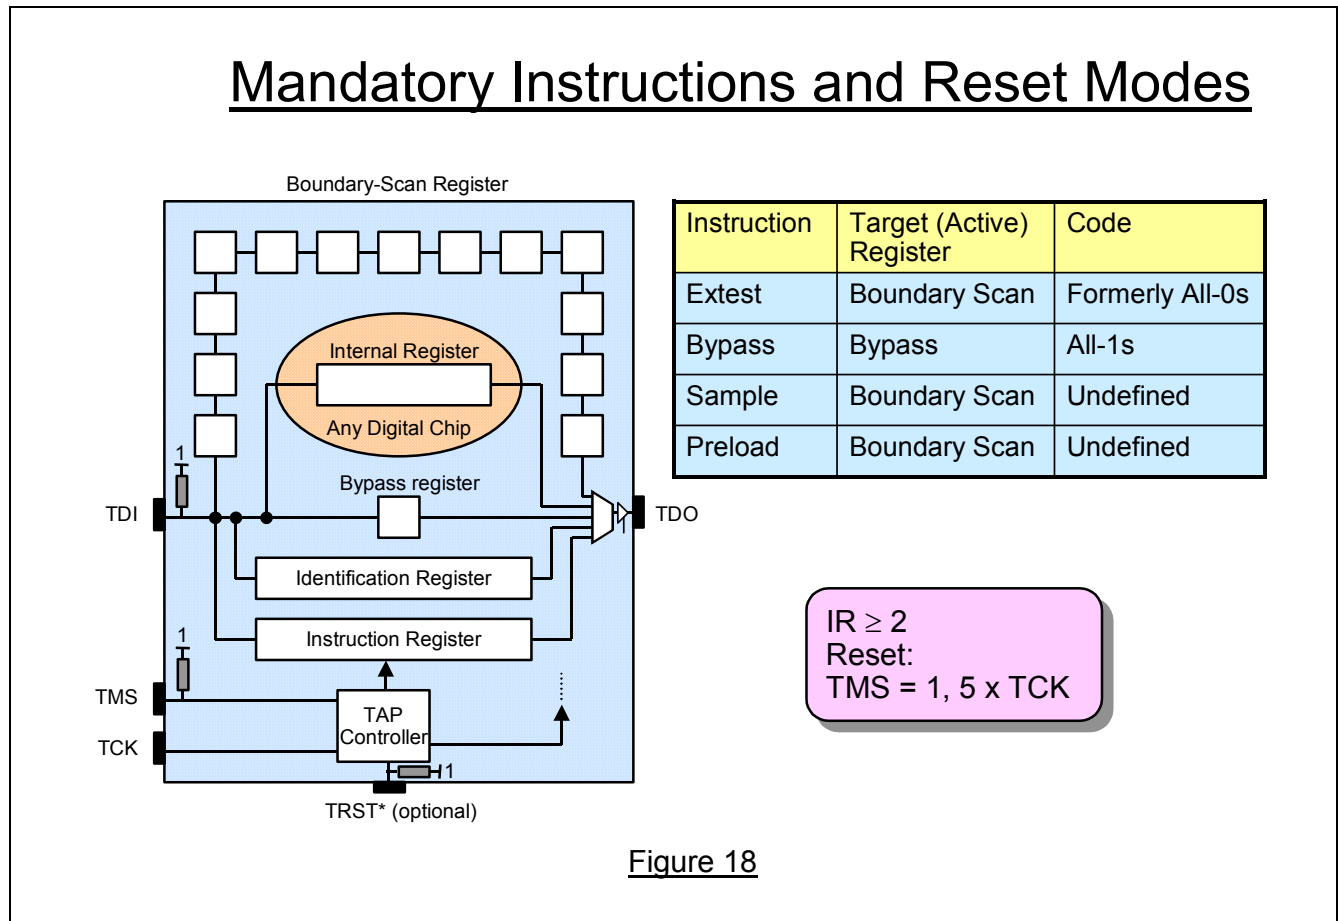 Mandatory Instructions and Reset Modes
Boundary-Scan Register
Internal Register
Any Digital Chip
1
Bypass register
TDI
TDO
Identification Register
1
Instruction Register
TMS
TAP
Controller
TCK
1
TRST* (optional)
Instruction Target (Active) Register Code
Extest Boundary Scan Formerly All-0s
Bypass Bypass All-1s
Sample Boundary Scan Undefined
Preload Boundary Scan Undefined
IR ≥ 2
Reset:
TMS = 1, 5 x TCK
Figure 18